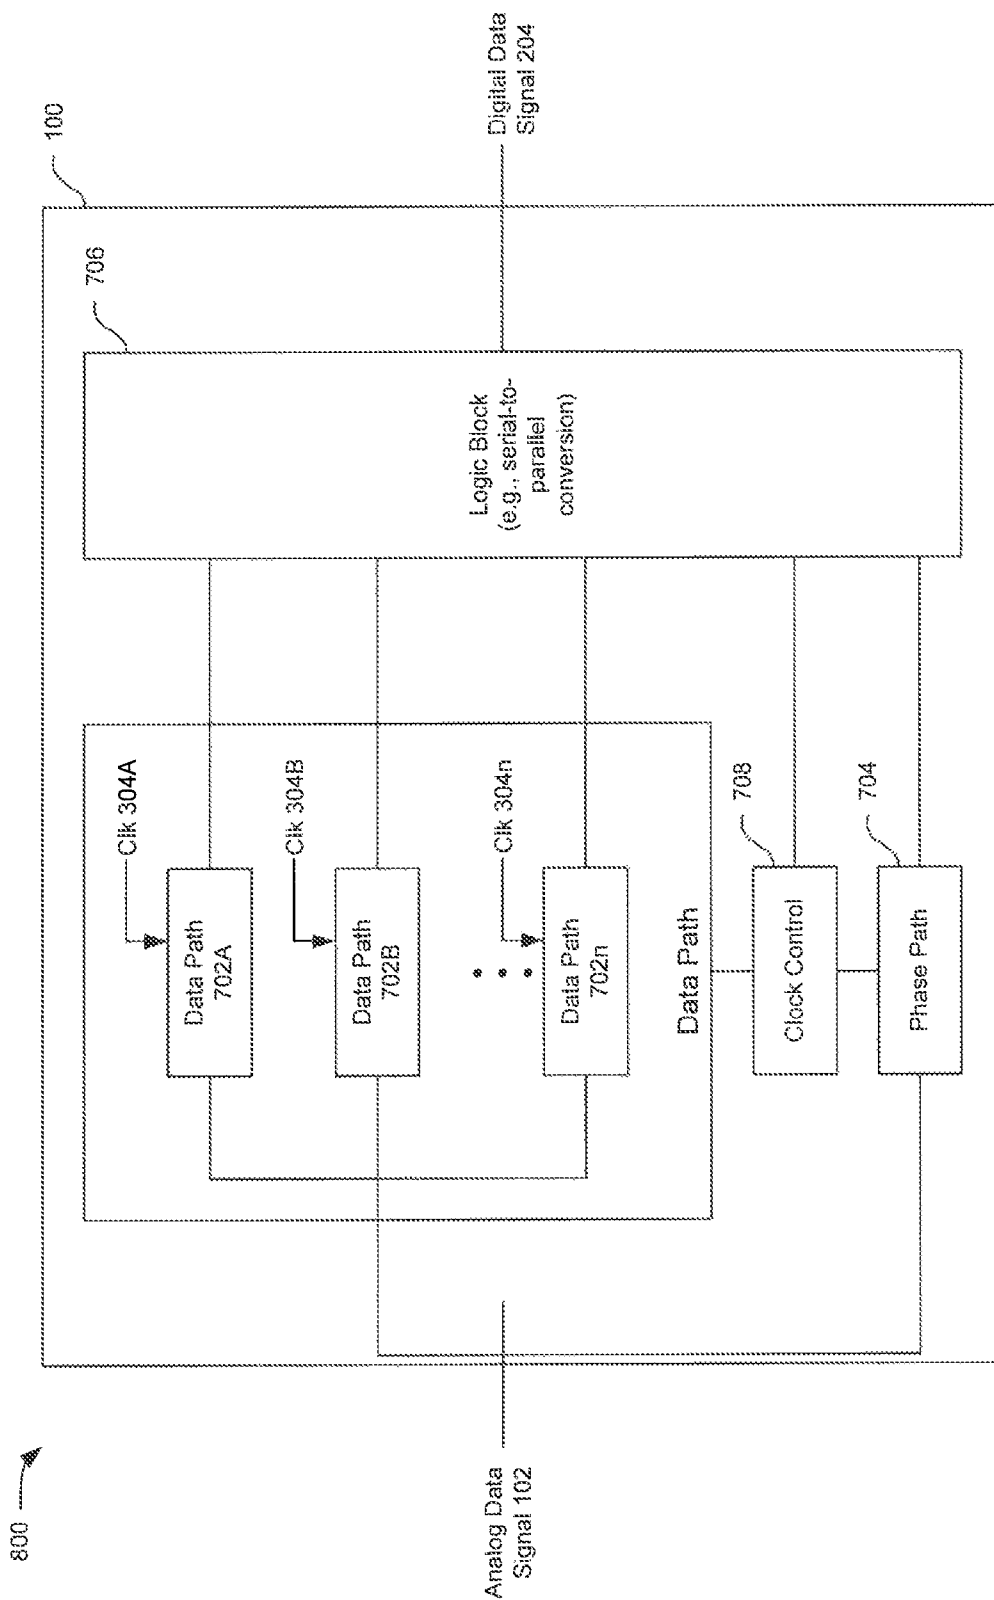 800
100
706
Clk 304A
Data Path
702A
Clk 304B
Data Path
702B
Clk 304n
Data Path
702n
Data Path
708
Clock Control
704
Phase Path
Logic Block
(e.g., serial-to-
parallel
conversion)
Analog Data
Signal 102
Digital Data
Signal 204